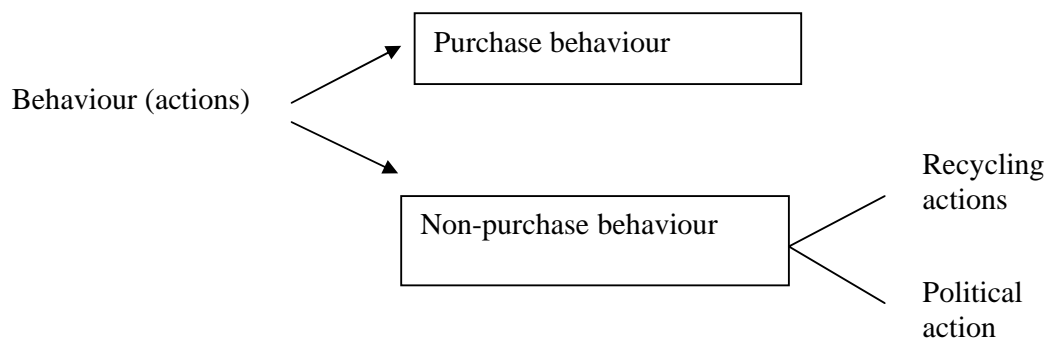 Purchase behaviour
Behaviour (actions)
Non-purchase behaviour
Recycling
actions
Political
action